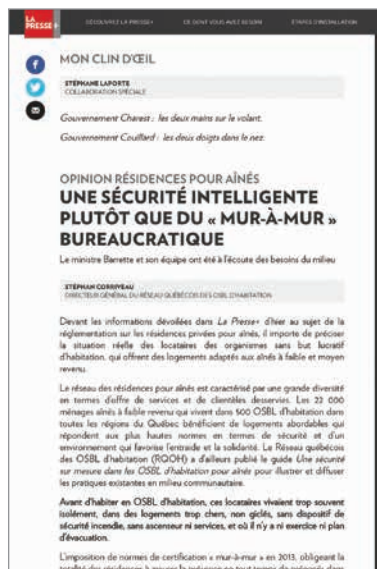 LA
PRESSE+
DÉCOUVREZ LA PRESSE+
CE DONT VOUS AVEZ BESOIN
ÉTAPES D'INSTALLATION
MON CLIN D'ŒIL
STÉPHANE LAPORTE
COLLABORATION SPÉCIALE
Gouvernement Charest : les deux mains sur le volant.
Gouvernement Couillard : les deux doigts dans le nez.
OPINION RÉSIDENCES POUR AÎNÉS
UNE SÉCURITÉ INTELLIGENTE
PLUTÔT QUE DU « MUR-À-MUR »
BUREAUCRATIQUE
Le ministre Barrette et son équipe ont été à l'écoute des besoins du milieu
STÉPHAN CORRIVEAU
DIRECTEUR GÉNÉRAL DU RÉSEAU QUÉBÉCOIS DES OSBL D'HABITATION
Devant les informations dévoilées dans La Presse+ d'hier au sujet de la
réglementation sur les résidences privées pour aînés, il importe de préciser
la situation réelle des locataires des organismes sans but lucratif
d'habitation, qui offrent des logements adaptés aux aînés à faible et moyen
revenu.
Le réseau des résidences pour aînés est caractérisé par une grande diversité
en termes d'offre de services et de clientèles desservies. Les 22 000
ménages aînés à faible revenu qui vivent dans 500 OSBL d'habitation dans
toutes les régions du Québec bénéficient de logements abordables qui
répondent aux plus hautes normes en termes de sécurité et d'un
environnement qui favorise l'entraide et la solidarité. Le Réseau québécois
des OSBL d'habitation (RQOH) a d'ailleurs publié le guide Une sécurité
sur mesure dans les OSBL d'habitation pour aînés pour illustrer et diffuser
les pratiques existantes en milieu communautaire.
Avant d'habiter en OSBL d'habitation, ces locataires vivaient trop souvent
isolément, dans des logements trop chers, non giclés, sans dispositif de
sécurité incendie, sans ascenseur ni services, et où il n'y a ni exercice ni plan
d'évacuation.
L'imposition de normes de certification « mur-à-mur » en 2013, obligeant la